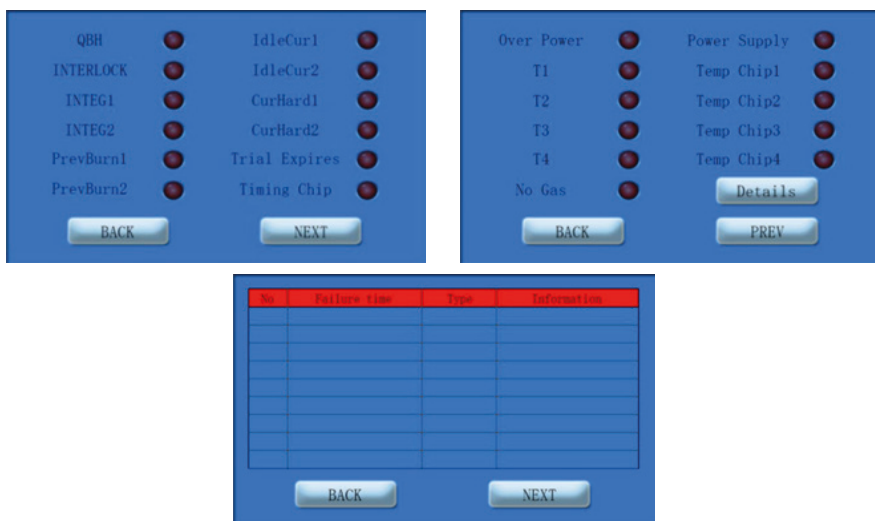 QBH IdleCur1
INTERLOCK IdleCur2
INTEG1 CurHard1
INTEG2 CurHard2
PrevBurn1 Trial Expires
PrevBurn2 Timing Chip
BACK NEXT
Over Power Power Supply
T1 Temp Chip1
T2 Temp Chip2
T3 Temp Chip3
T4 Temp Chip4
No Gas Details
BACK PREV
No Failure time Type Information
BACK NEXT